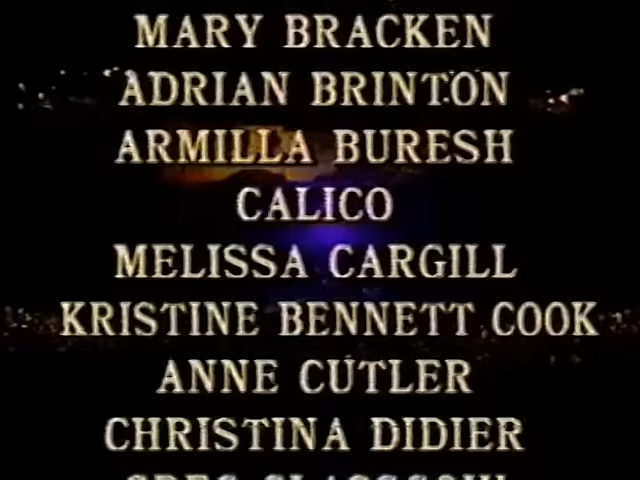 MARY BRACKEN
ADRIAN BRINTON
ARMILLA BURESH
CALICO
MELISSA CARGILL
KRISTINE BENNETT COOK
ANNE CUTLER
CHRISTINA DIDIER